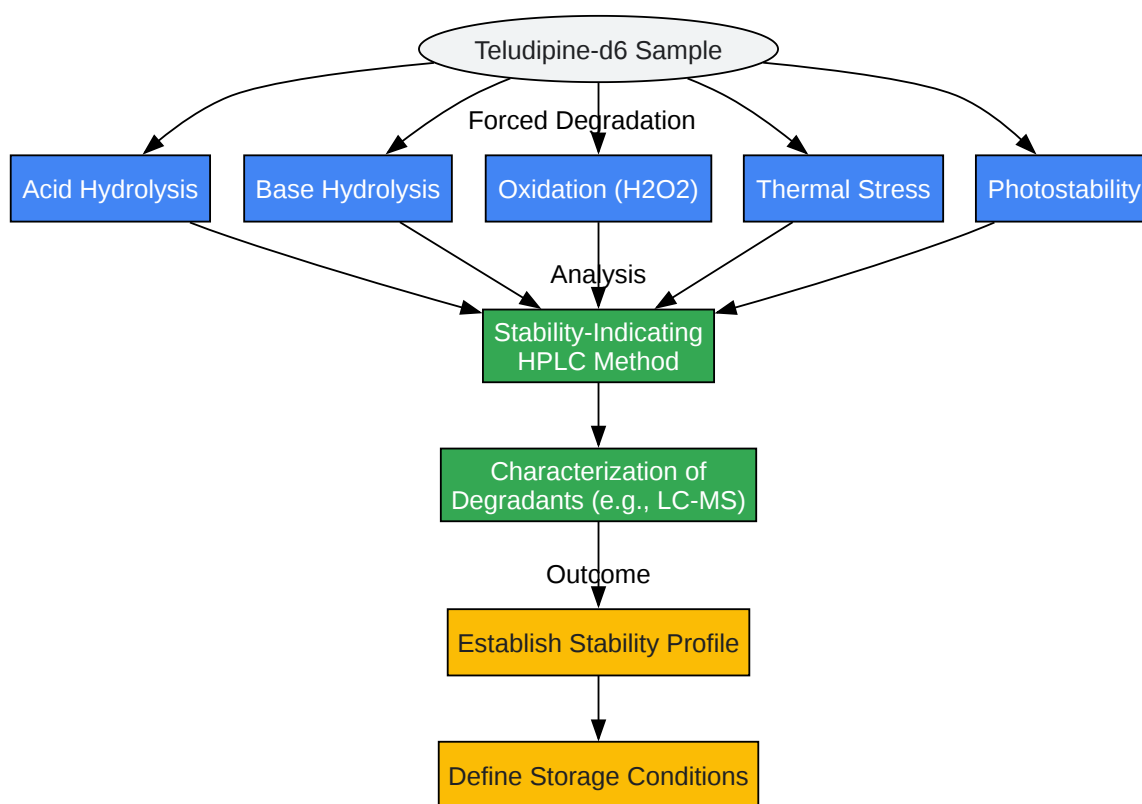 Teludipine-d6 Sample
Forced Degradation
Acid Hydrolysis
Base Hydrolysis
Oxidation (H2O2)
Thermal Stress
Photostability
Analysis
Stability-Indicating
HPLC Method
Characterization of
Degradants (e.g., LC-MS)
Outcome
Establish Stability Profile
Define Storage Conditions